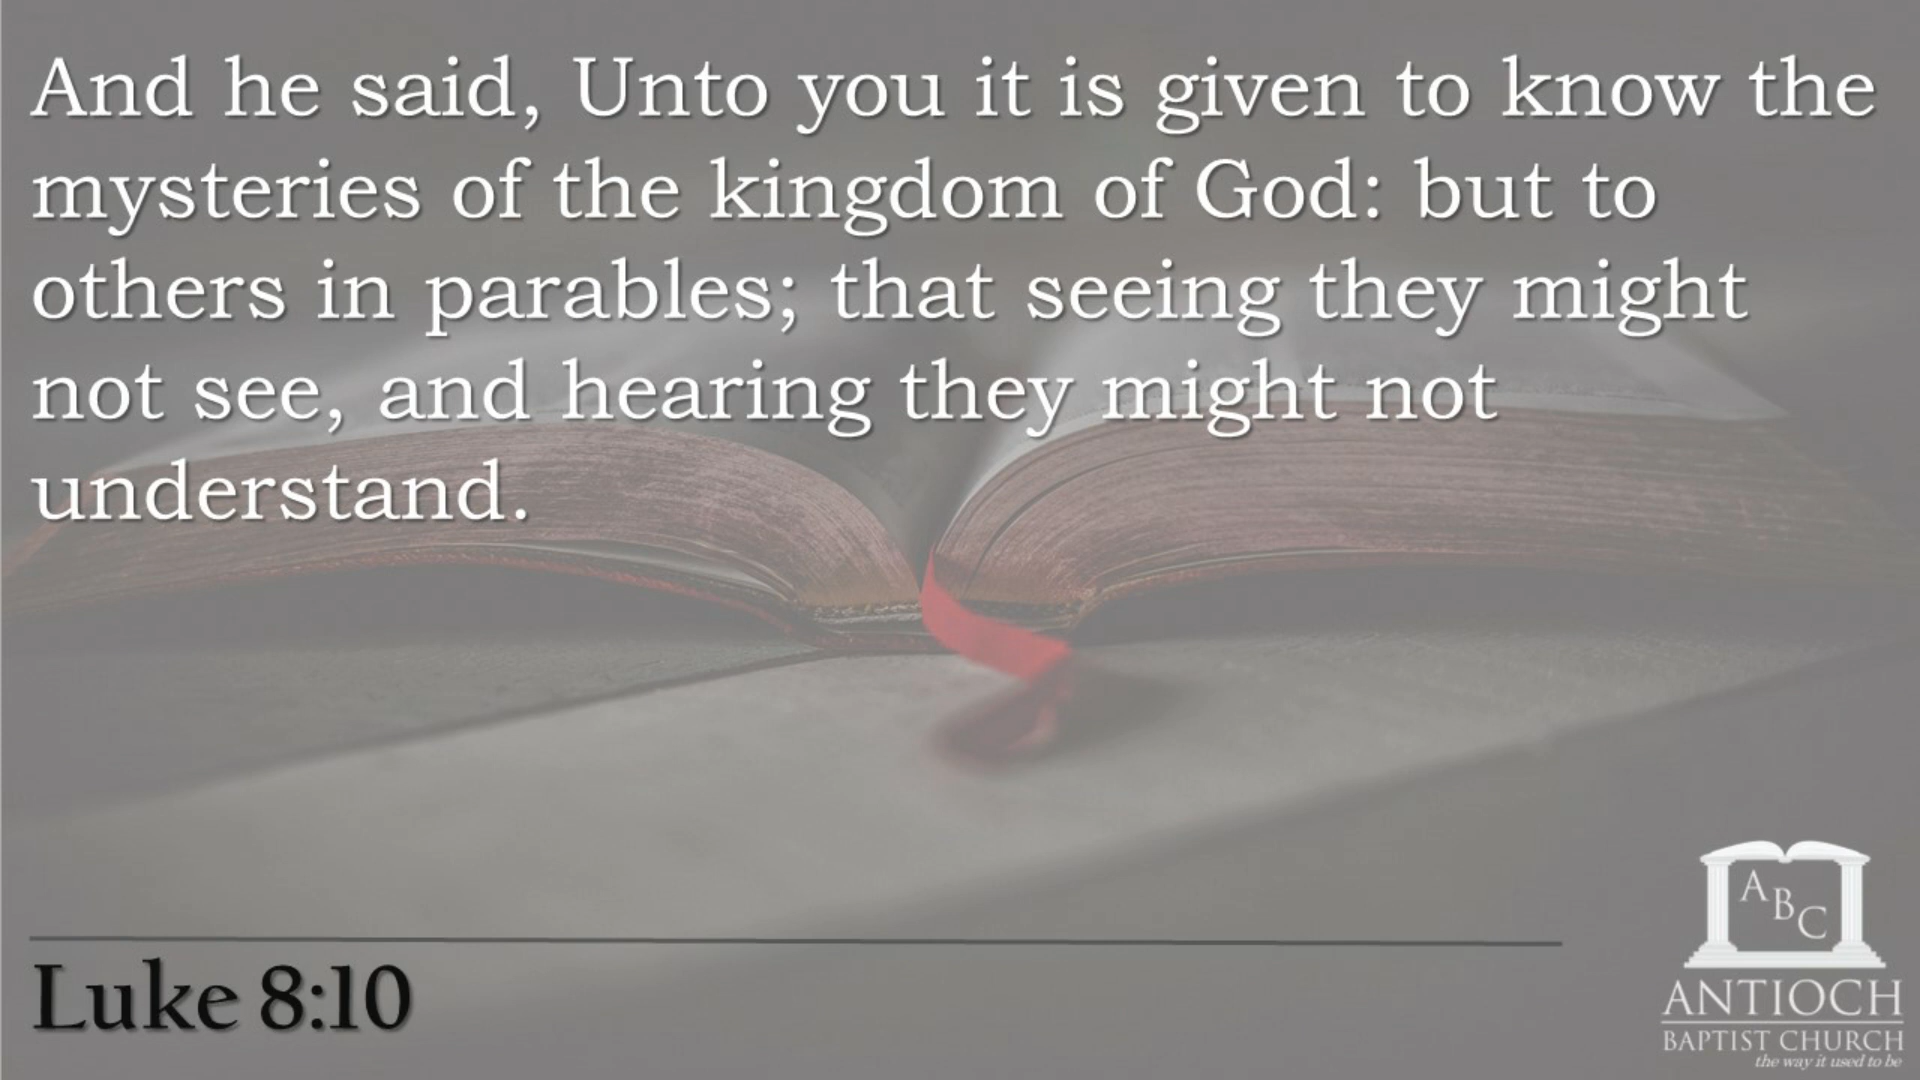 And he said, Unto you it is given to know the
mysteries of the kingdom of God: but to
others in parables; that seeing they might
not see, and hearing they might not
understand.
Luke 8:10
A B C
ANTIOCH
BAPTIST CHURCH
the way it used to be